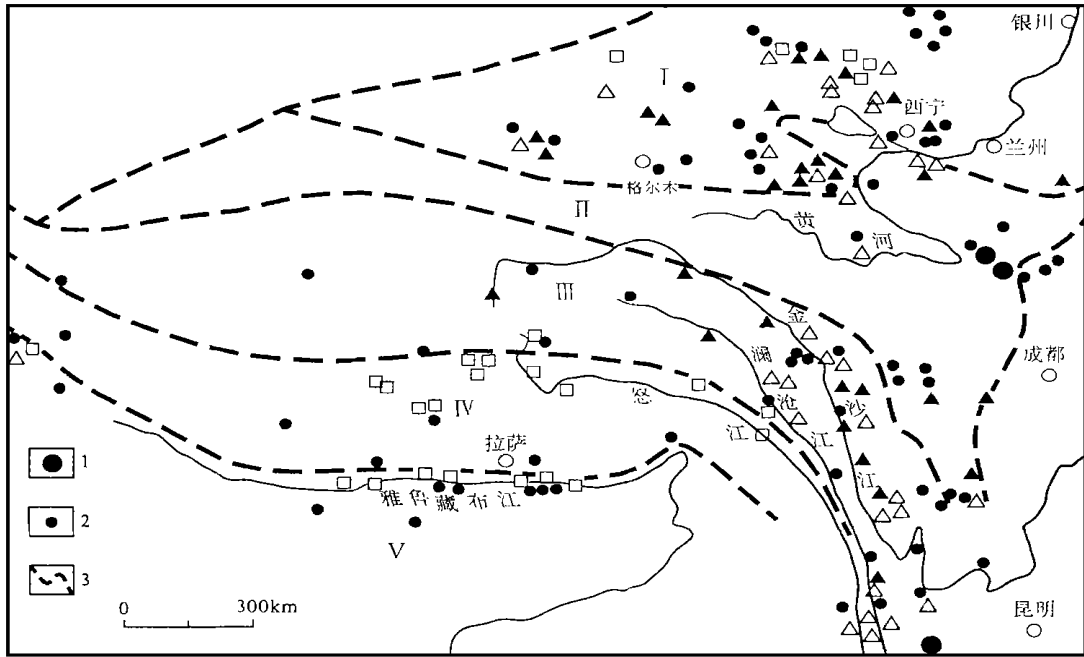 银川
I
西宁
兰州
格尔木
II
黄
河
III
金
澜
成都
沧
沙
怒
IV
江
江
拉萨
江
雅鲁藏布江
V
1
2
3
0
300km
昆明